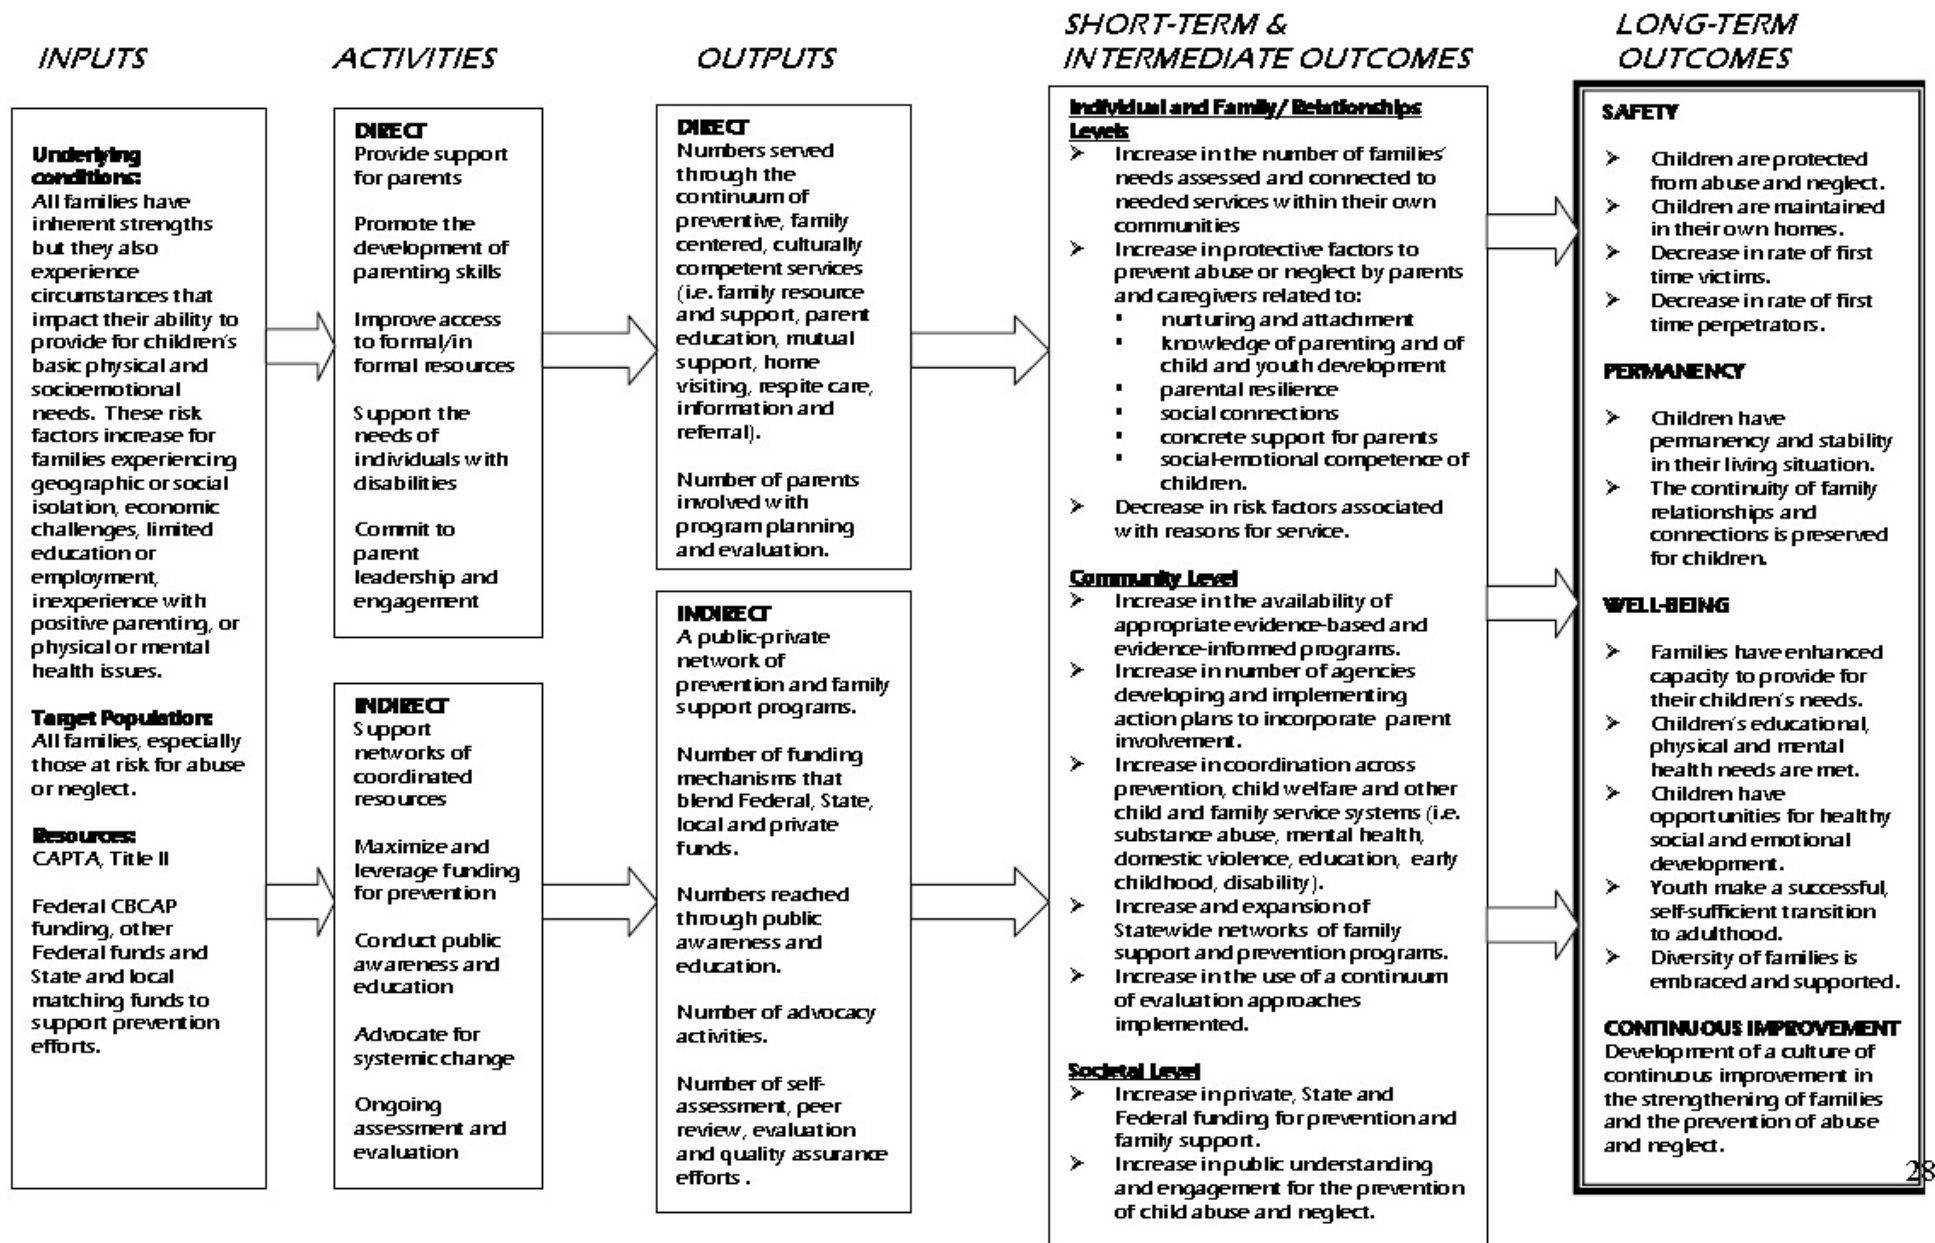 INPUTS
ACTIVITIES
OUTPUTS
SHORT-TERM &
INTERMEDIATE OUTCOMES
LONG-TERM
OUTCOMES
Underlying
conditions:
All families have
inherent strengths
but they also
experience
circumstances that
impact their ability to
provide for children's
basic physical and
socioemotional
needs. These risk
factors increase for
families experiencing
geographic or social
isolation, economic
challenges, limited
education or
employment,
inexperience with
positive parenting, or
physical or mental
health issues.
Target Population:
All families, especially
those at risk for abuse
or neglect.
Resources:
CAPTA, Title II
Federal CBCAP
funding, other
Federal funds and
State and local
matching funds to
support prevention
efforts.
DIRECT
Provide support
for parents
Promote the
development of
parenting skills
Improve access
to formal/in
formal resources
Support the
needs of
individuals with
disabilities
Commit to
parent
leadership and
engagement
INDIRECT
Support
networks of
coordinated
resources
Maximize and
leverage funding
for prevention
Conduct public
awareness and
education
Advocate for
systemic change
Ongoing
assessment and
evaluation
DIRECT
Numbers served
through the
continuum of
preventive, family
centered, culturally
competent services
(i.e. family resource
and support, parent
education, mutual
support, home
visiting, respite care,
information and
referral).
Number of parents
involved with
program planning
and evaluation.
INDIRECT
A public-private
network of
prevention and family
support programs.
Number of funding
mechanisms that
blend Federal, State,
local and private
funds.
Numbers reached
through public
awareness and
education.
Number of advocacy
activities.
Number of self-
assessment, peer
review, evaluation
and quality assurance
efforts .
Individual and Family/ Relationships
Levels
➢ Increase in the number of families'
needs assessed and connected to
needed services within their own
communities
➢ Increase in protective factors to
prevent abuse or neglect by parents
and caregivers related to:
▪ nurturing and attachment
▪ knowledge of parenting and of
child and youth development
▪ parental resilience
▪ social connections
▪ concrete support for parents
▪ social-emotional competence of
children.
➢ Decrease in risk factors associated
with reasons for service.
Community Level
➢ Increase in the availability of
appropriate evidence-based and
evidence-informed programs.
➢ Increase in number of agencies
developing and implementing
action plans to incorporate parent
involvement.
➢ Increase in coordination across
prevention, child welfare and other
child and family service systems (i.e.
substance abuse, mental health,
domestic violence, education, early
childhood, disability).
➢ Increase and expansion of
Statewide networks of family
support and prevention programs.
➢ Increase in the use of a continuum
of evaluation approaches
implemented.
Societal Level
➢ Increase in private, State and
Federal funding for prevention and
family support.
➢ Increase in public understanding
and engagement for the prevention
of child abuse and neglect.
SAFETY
➢ Children are protected
from abuse and neglect.
➢ Children are maintained
in their own homes.
➢ Decrease in rate of first
time victims.
➢ Decrease in rate of first
time perpetrators.
PERMANENCY
➢ Children have
permanency and stability
in their living situation.
➢ The continuity of family
relationships and
connections is preserved
for children.
WELL-BEING
➢ Families have enhanced
capacity to provide for
their children's needs.
➢ Children's educational,
physical and mental
health needs are met.
➢ Children have
opportunities for healthy
social and emotional
development.
➢ Youth make a successful,
self-sufficient transition
to adulthood.
➢ Diversity of families is
embraced and supported.
CONTINUOUS IMPROVEMENT
Development of a culture of
continuous improvement in
the strengthening of families
and the prevention of abuse
and neglect.
28